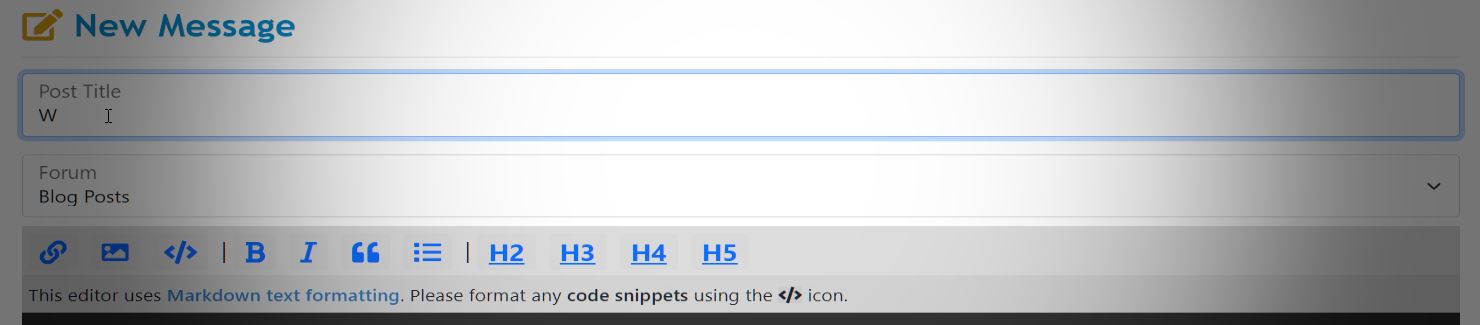 New Message
Post Title
W
Forum
Blog Posts
</> | B I | H2 H3 H4 H5
This editor uses Markdown text formatting. Please format any code snippets using the </> icon.